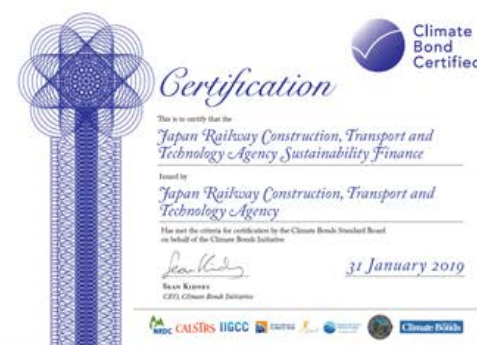 Climate
Bond
Certified
Certification
This is to certify that the
Japan Railway Construction, Transport and
Technology Agency Sustainability Finance
Issued by
Japan Railway Construction, Transport and
Technology Agency
Has met the criteria for certification by the Climate Bonds Standard Board
on behalf of the Climate Bonds Initiative
Sean Kidney
31 January 2019
SEAN KIDNEY
CEO, Climate Bonds Initiative
NRDC CALSTRS IIGCC Climate Bonds